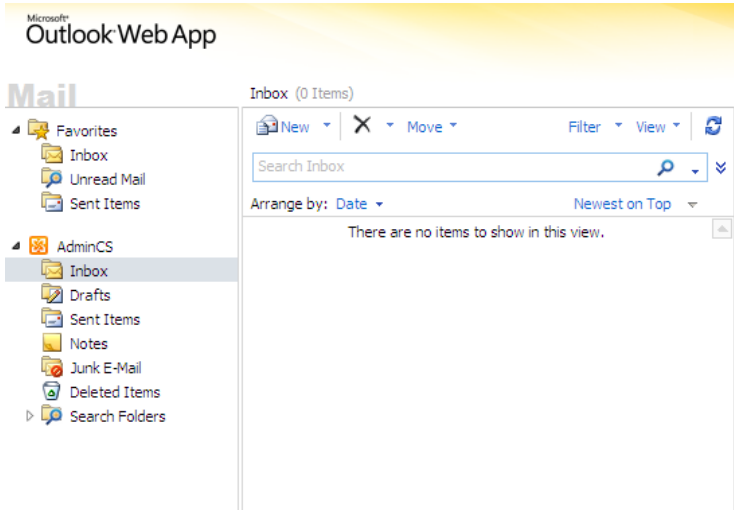 Microsoft®
Outlook Web App
Mail
Favorites
Inbox
Unread Mail
Sent Items
AdminCS
Inbox
Drafts
Sent Items
Notes
Junk E-Mail
Deleted Items
Search Folders
Inbox (0 Items)
New Move Filter View
Search Inbox
Arrange by: Date Newest on Top
There are no items to show in this view.